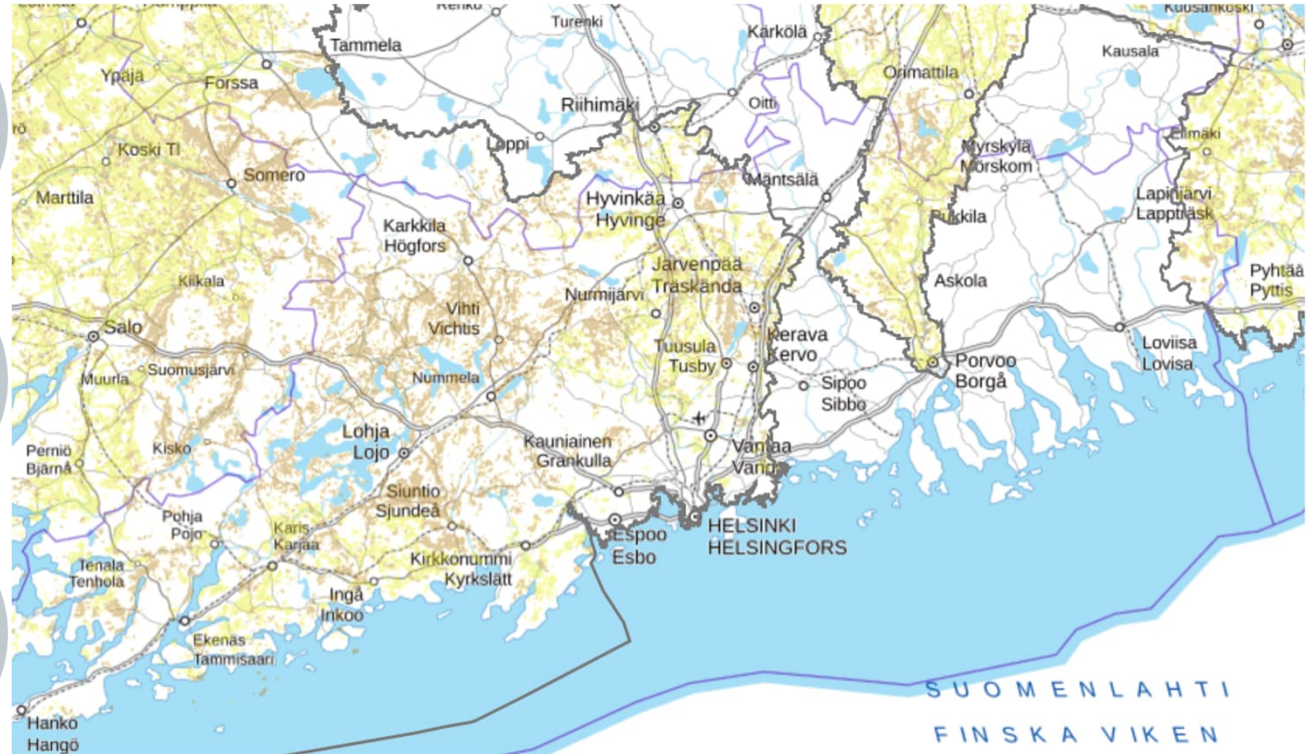 Renko
Turenki
Kärkölä
Kuusankoski
Kausala
Tammela
Ypäjä
Forssa
Orimattila
Riihimäki
Oitti
Loppi
Elimäki
Koski Tl
Somero
Myrskylä
Mörskom
Marttila
Mäntsälä
Hyvinkää
Hyvinge
Lapinjärvi
Lappträsk
Pukkila
Karkkila
Högfors
Kiikala
Järvenpää
Träskända
Askola
Pyhtää
Pyttis
Nurmijärvi
Vihti
Vichtis
Salo
Kerava
Kervo
Tuusula
Tusby
Loviisa
Lovisa
Porvoo
Borgå
Muurla
Suomusjärvi
Nummela
Sipoo
Sibbo
Lohja
Lojo
Kauniainen
Grankulla
Vantaa
Vanda
Perniö
Bjärnå
Kisko
Siuntio
Sjundeå
Pohja
Pojo
Karis
Karjaa
HELSINKI
HELSINGFORS
Espoo
Esbo
Kirkkonummi
Kyrkslätt
Tenala
Tenhola
Ingå
Inkoo
Ekenäs
Tammisaari
SUOMENLAHTI
FINSKA VIKEN
Hanko
Hangö